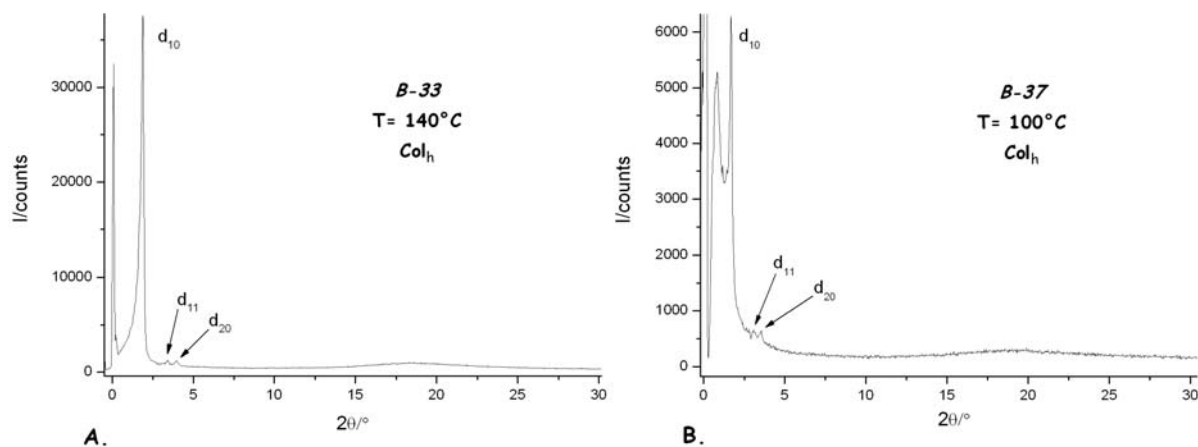 d₁₀
B-33
T= 140°C
Colₕ
d₁₁
d₂₀
I/counts
30000
20000
10000
0
0 5 10 15 20 25 30
2θ/°
A.
d₁₀
B-37
T= 100°C
Colₕ
d₁₁
d₂₀
I/counts
6000
5000
4000
3000
2000
1000
0
0 5 10 15 20 25 30
2θ/°
B.